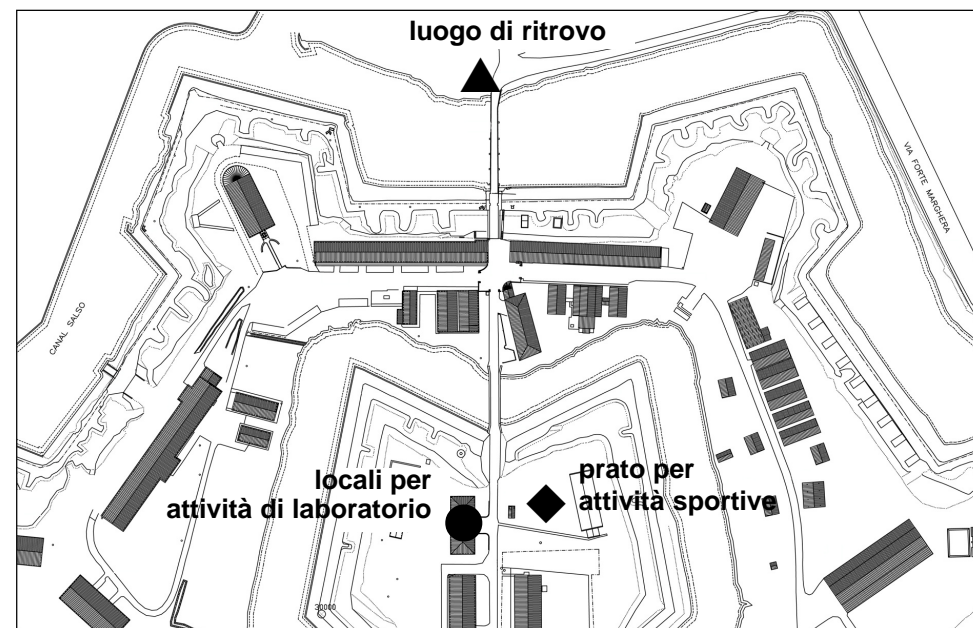 luogo di ritrovo
VIA FORTE MARGHERA
CANAL SALSO
locali per
attività di laboratorio
prato per
attività sportive